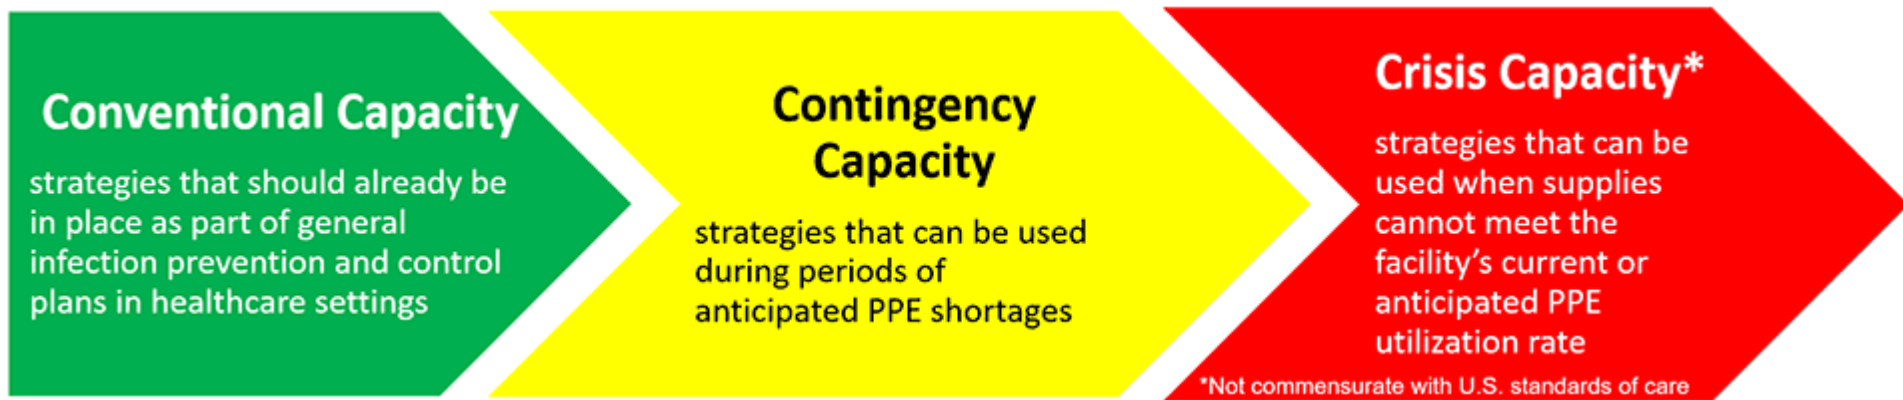 Conventional Capacity
strategies that should already be
in place as part of general
infection prevention and control
plans in healthcare settings
Contingency
Capacity
strategies that can be used
during periods of
anticipated PPE shortages
Crisis Capacity*
strategies that can be
used when supplies
cannot meet the
facility’s current or
anticipated PPE
utilization rate
*Not commensurate with U.S. standards of care